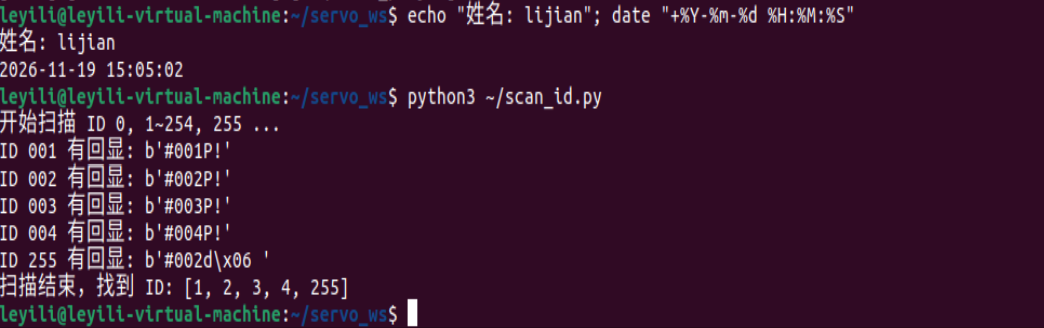 leyili@leyili-virtual-machine:~/servo_ws$ echo "姓名: lijian"; date "+%Y-%m-%d %H:%M:%S"
姓名: lijian
2026-11-19 15:05:02
leyili@leyili-virtual-machine:~/servo_ws$ python3 ~/scan_id.py
开始扫描 ID 0, 1~254, 255 ...
ID 001 有回显: b'#001P!'
ID 002 有回显: b'#002P!'
ID 003 有回显: b'#003P!'
ID 004 有回显: b'#004P!'
ID 255 有回显: b'#002d\x06 '
扫描结束，找到 ID: [1, 2, 3, 4, 255]
leyili@leyili-virtual-machine:~/servo_ws$